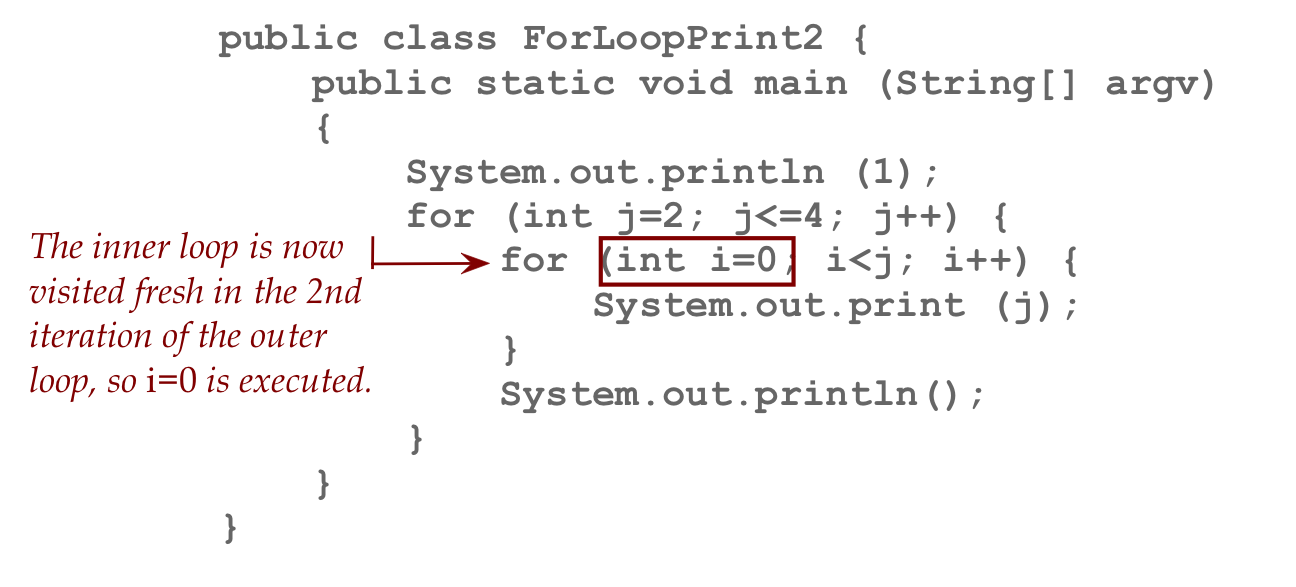 public class ForLoopPrint2 {
public static void main (String[] argv)
{
System.out.println (1);
for (int j=2; j<=4; j++) {
The inner loop is now
visited fresh in the 2nd
iteration of the outer
loop, so i=0 is executed.
for (int i=0; i<j; i++) {
System.out.print (j);
}
System.out.println();
}
}
}